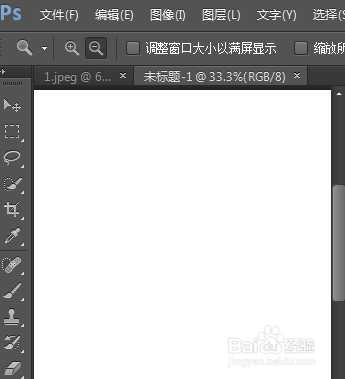 Ps 文件(F) 编辑(E) 图像(I) 图层(L) 文字(Y) 选择(S
调整窗口大小以满屏显示 缩放所
1.jpeg @ 6... × 未标题-1 @ 33.3%(RGB/8) ×
Baidu 经验
jingyan.baidu.com